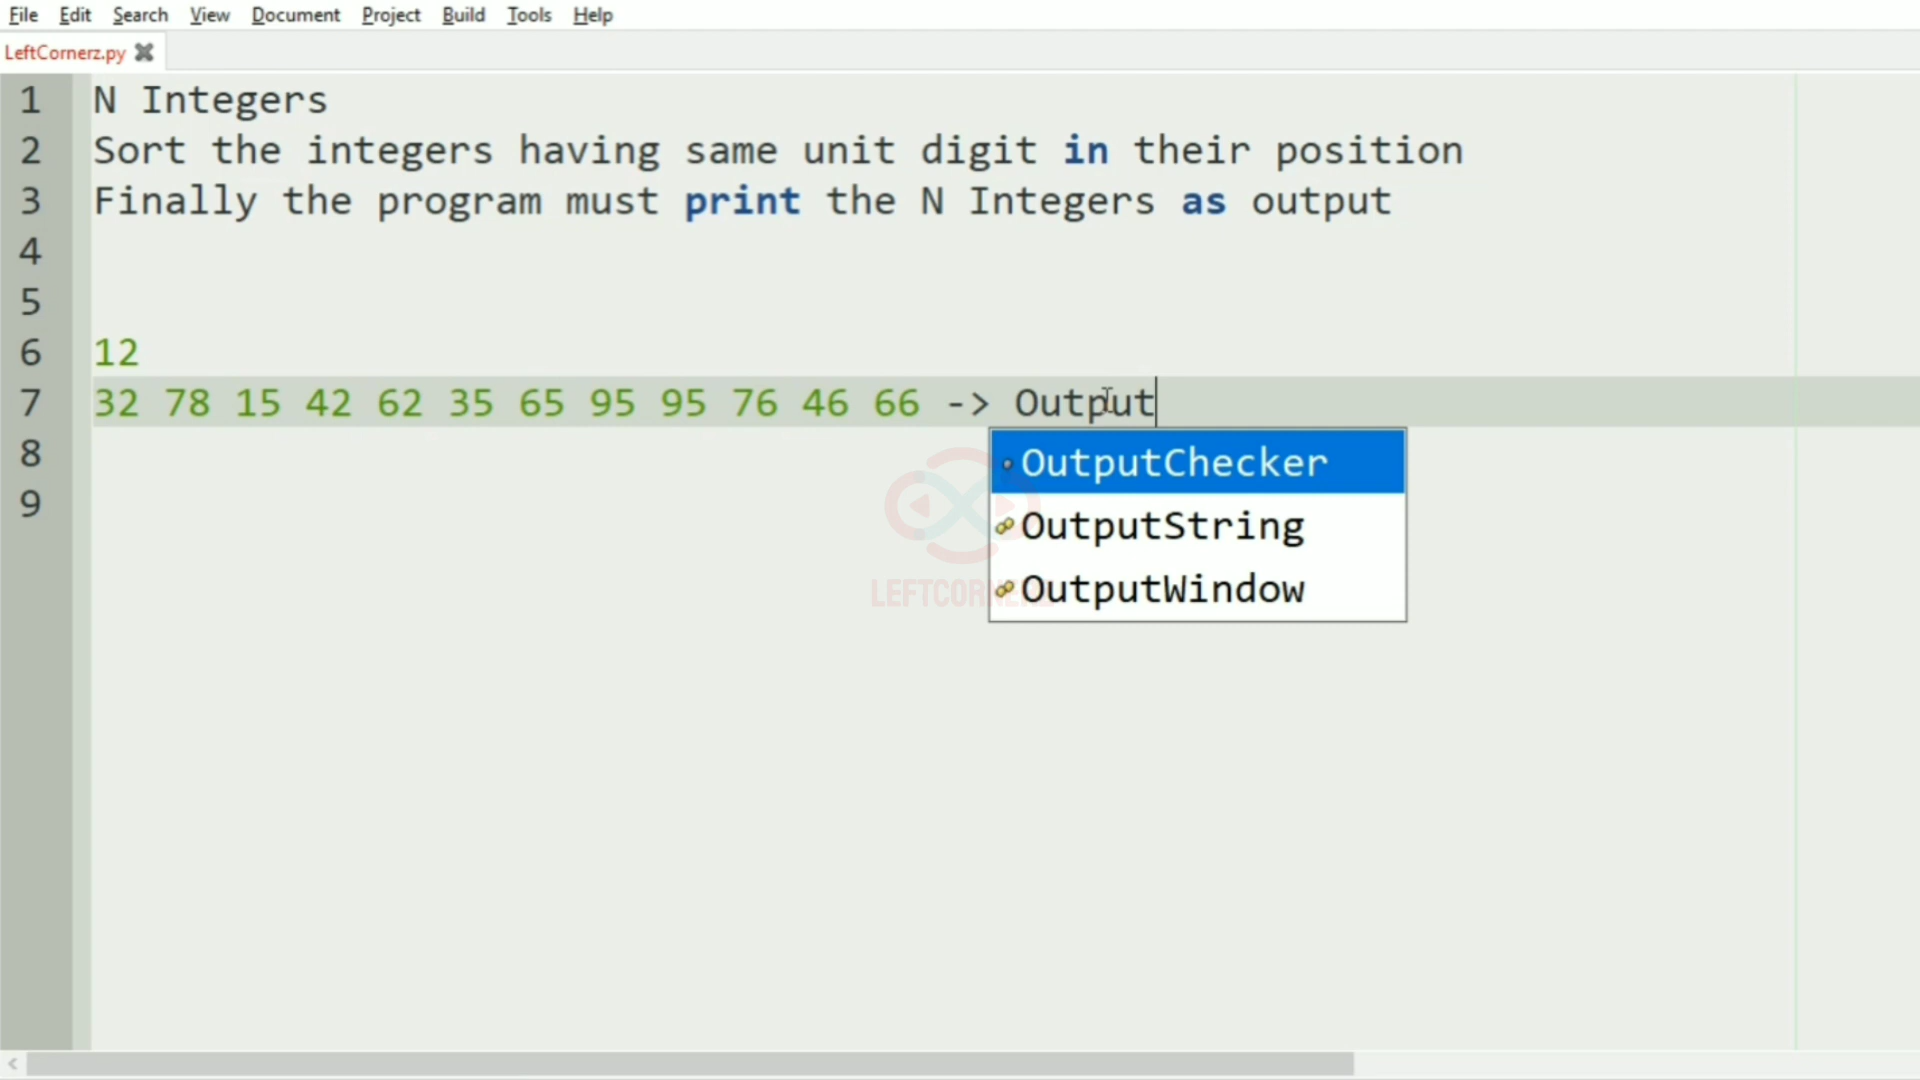 File Edit Search View Document Project Build Tools Help
LeftCornerz.py
1 N Integers
2 Sort the integers having same unit digit in their position
3 Finally the program must print the N Integers as output
4
5
6 12
7 32 78 15 42 62 35 65 95 95 76 46 66 -> Output
8 OutputChecker
OutputString
9 OutputWindow
LEFTCORNERZ